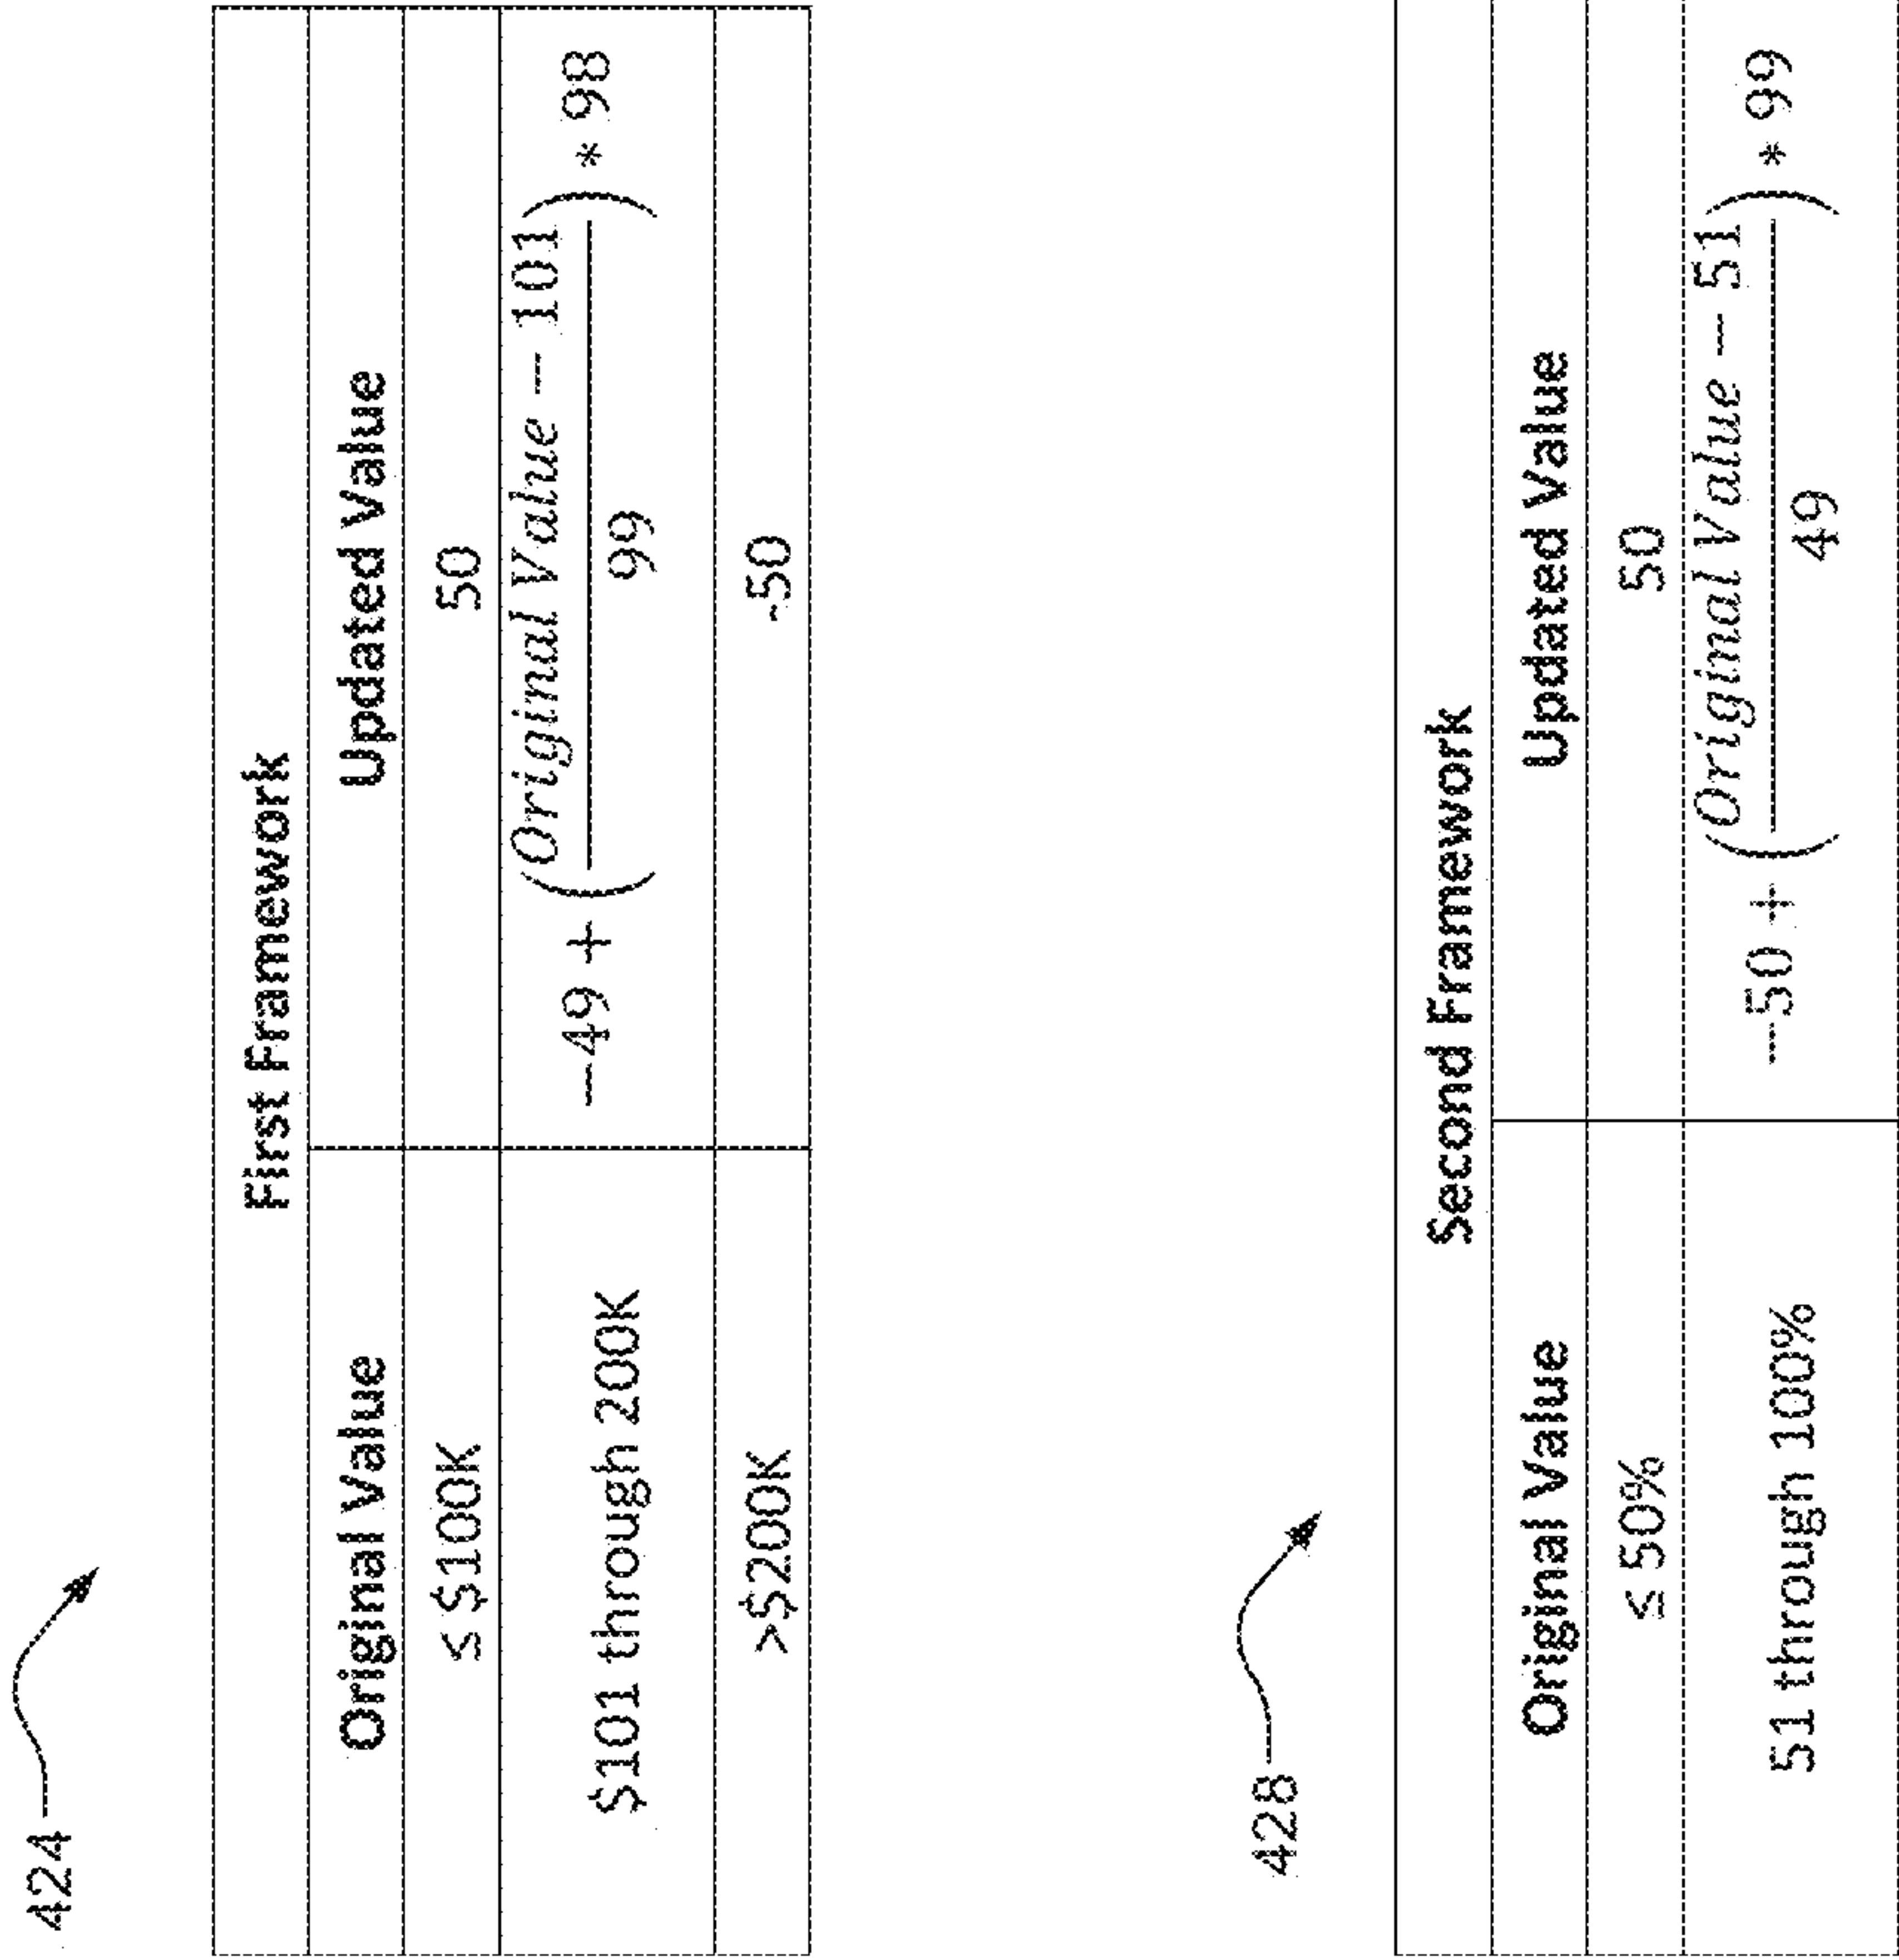 424
First Framework
Original Value Updated Value
≤ $100K 50
$101 through 200K −49 + (Original Value − 101 / 99) * 98
>$200K -50
428
Second Framework
Original Value Updated Value
≤ 50% 50
51 through 100% −50 + (Original Value − 51 / 49) * 99